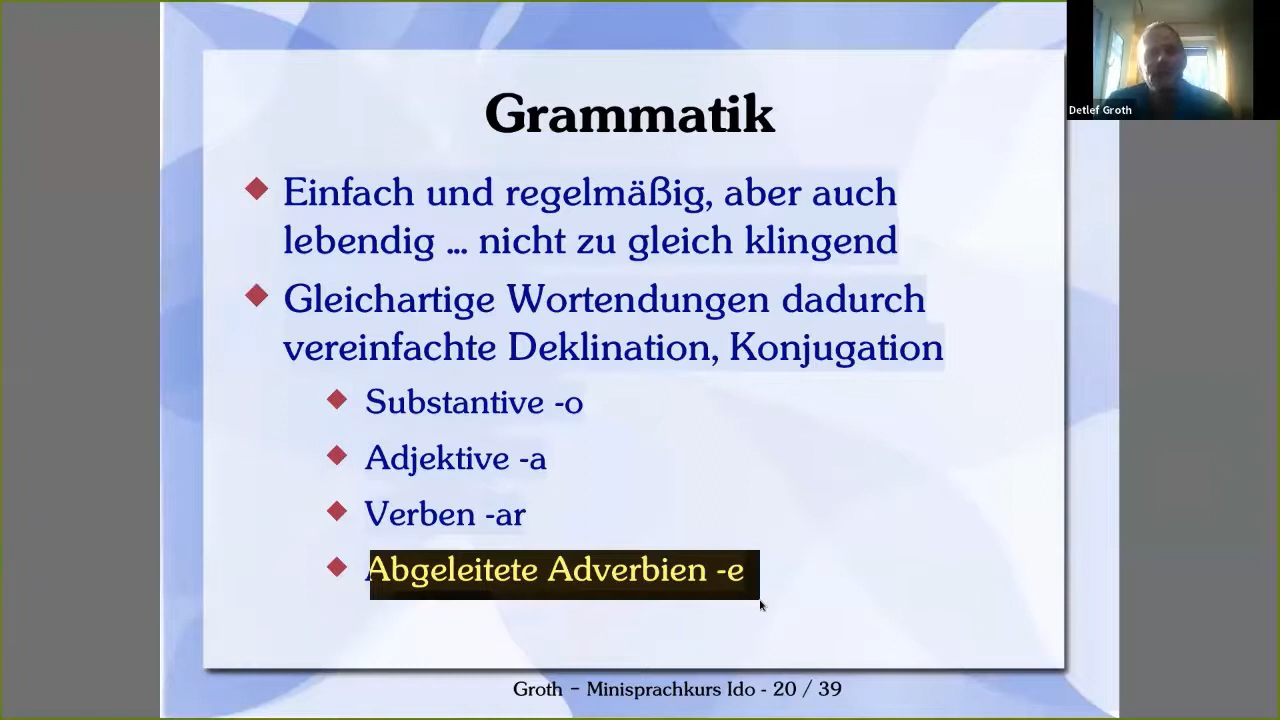 Grammatik
Einfach und regelmäßig, aber auch
lebendig ... nicht zu gleich klingend
Gleichartige Wortendungen dadurch
vereinfachte Deklination, Konjugation
Substantive -o
Adjektive -a
Verben -ar
Abgeleitete Adverbien -e
Groth - Minisprachkurs Ido - 20 / 39
Detlef Groth